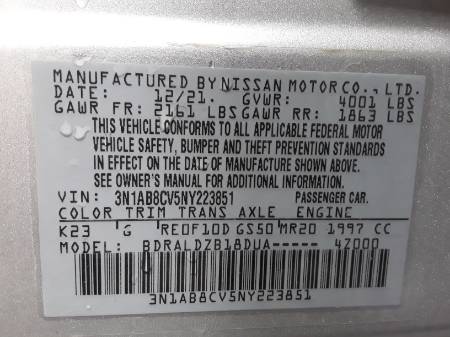 MANUFACTURED BY NISSAN MOTOR CO., LTD.
DATE: 12/21. GVWR: 4001 LBS
GAWR FR: 2161 LBS GAWR RR: 1863 LBS
THIS VEHICLE CONFORMS TO ALL APPLICABLE FEDERAL MOTOR
VEHICLE SAFETY, BUMPER AND THEFT PREVENTION STANDARDS
IN EFFECT ON THE DATE OF MANUFACTURE SHOWN ABOVE.
SEE OWNER'S MANUAL FOR ADDITIONAL INFORMATION.
VIN: 3N1AB8CV5NY223851 PASSENGER CAR.
COLOR TRIM TRANS AXLE ENGINE
K23 G RE0F10D GS50 MR20 1997 CC
MODEL: BDRALDZB18DUA----- 4Z000
3N1AB8CV5NY223851